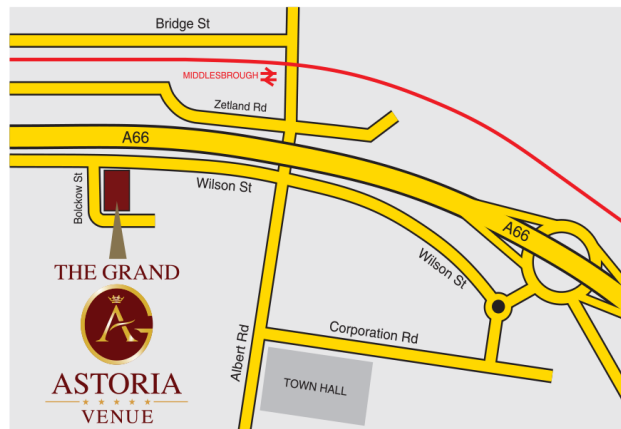 Bridge St
MIDDLESBROUGH
Zetland Rd
A66
Wilson St
Bolckow St
A66
Wilson St
THE GRAND
AG
ASTORIA
VENUE
Albert Rd
Corporation Rd
TOWN HALL